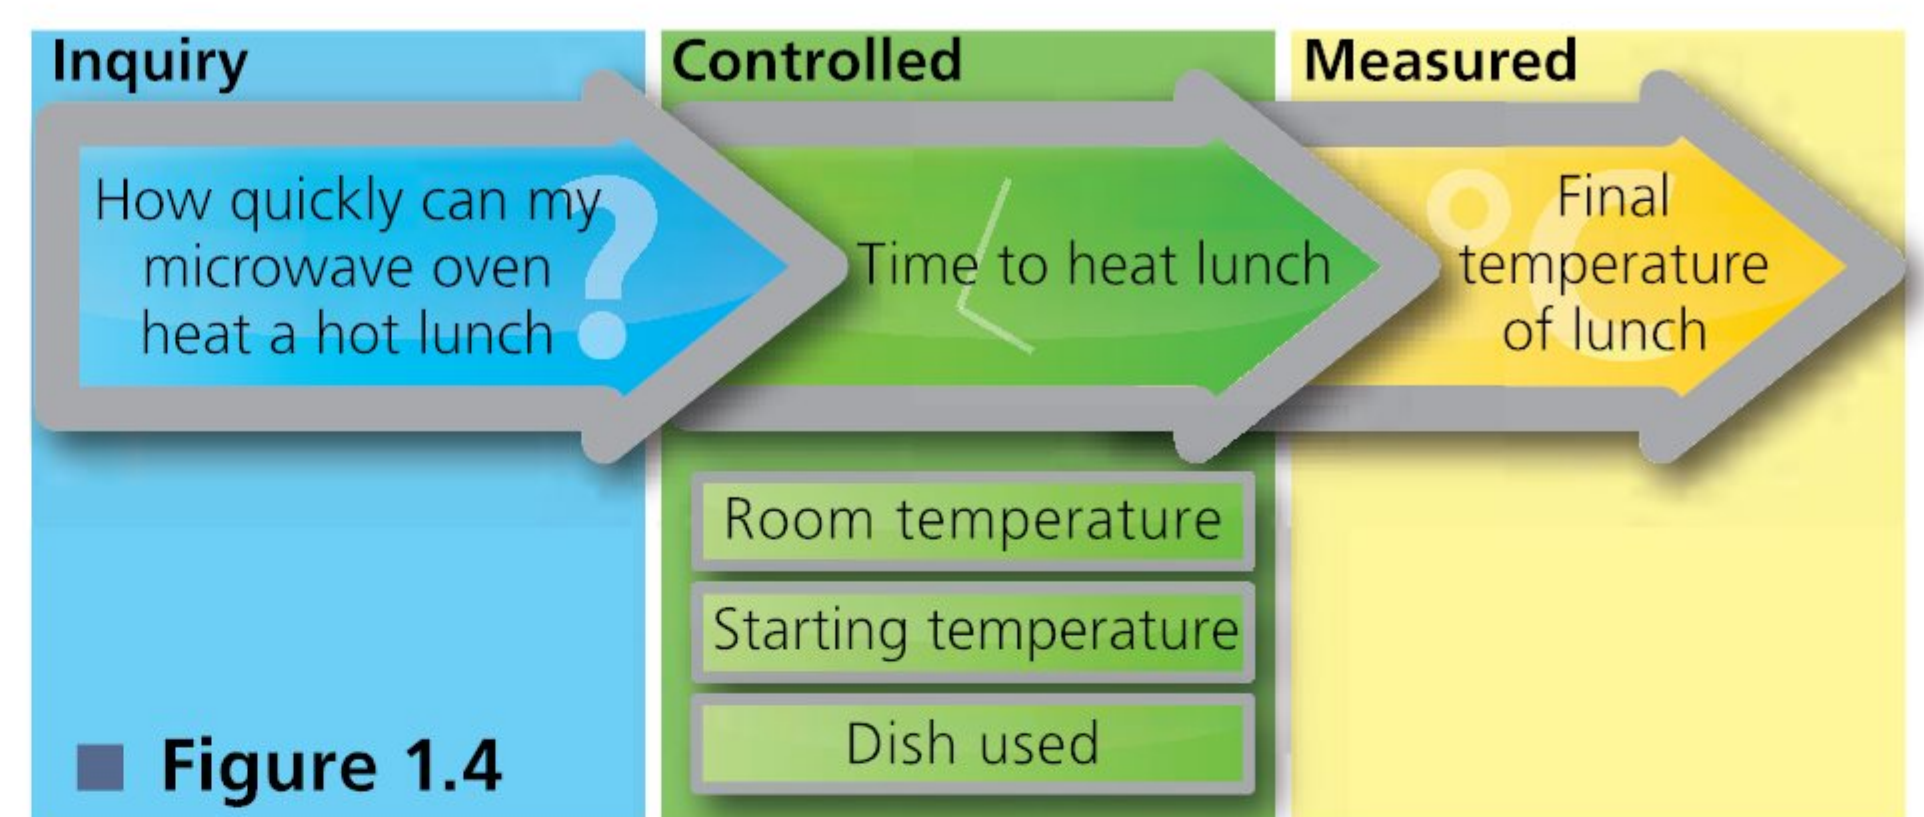 Inquiry
How quickly can my
microwave oven
heat a hot lunch
?
Controlled
Time to heat lunch
Room temperature
Starting temperature
Dish used
Measured
°C
Final
temperature
of lunch
■ Figure 1.4